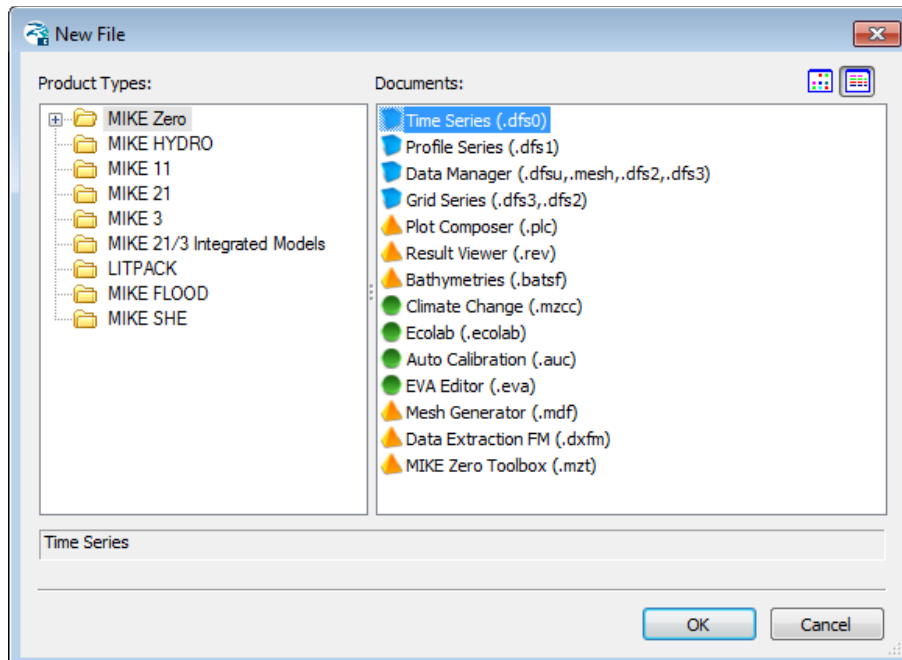 New File
Product Types:
MIKE Zero
MIKE HYDRO
MIKE 11
MIKE 21
MIKE 3
MIKE 21/3 Integrated Models
LITPACK
MIKE FLOOD
MIKE SHE
Documents:
Time Series (.dfs0)
Profile Series (.dfs1)
Data Manager (.dfsu,.mesh,.dfs2,.dfs3)
Grid Series (.dfs3,.dfs2)
Plot Composer (.plc)
Result Viewer (.rev)
Bathymetries (.batsf)
Climate Change (.mzcc)
Ecolab (.ecolab)
Auto Calibration (.auc)
EVA Editor (.eva)
Mesh Generator (.mdf)
Data Extraction FM (.dxfm)
MIKE Zero Toolbox (.mzt)
Time Series
OK
Cancel